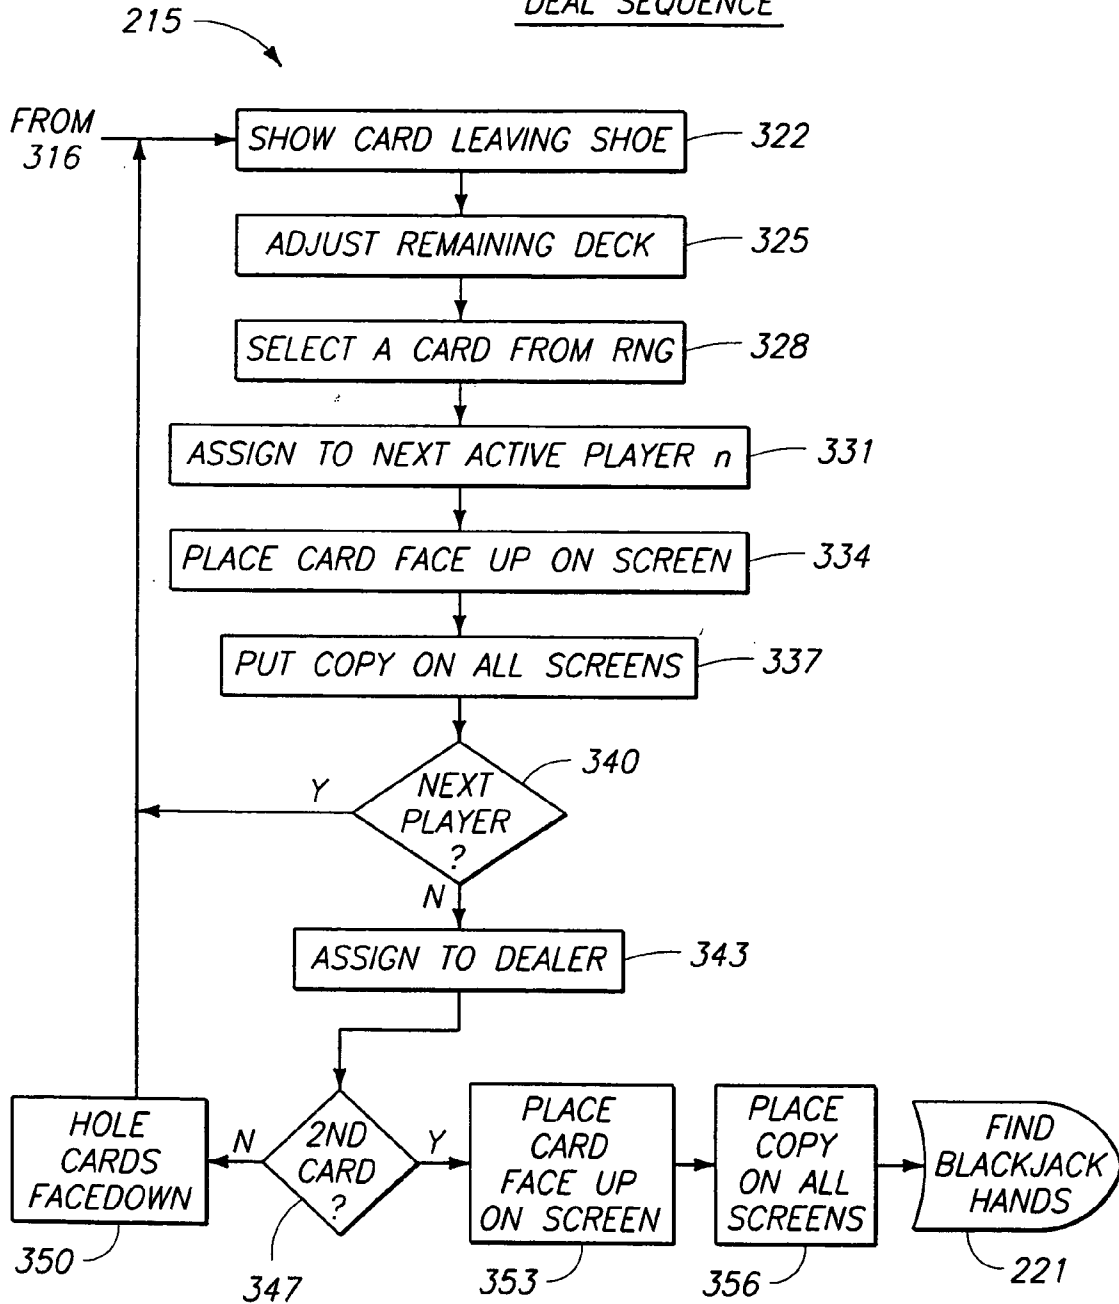 DEAL SEQUENCE
215
FROM
316
SHOW CARD LEAVING SHOE
322
ADJUST REMAINING DECK
325
SELECT A CARD FROM RNG
328
ASSIGN TO NEXT ACTIVE PLAYER n
331
PLACE CARD FACE UP ON SCREEN
334
PUT COPY ON ALL SCREENS
337
NEXT
PLAYER
?
340
Y
N
ASSIGN TO DEALER
343
HOLE
CARDS
FACEDOWN
350
N
2ND
CARD
?
347
Y
PLACE
CARD
FACE UP
ON SCREEN
353
PLACE
COPY
ON ALL
SCREENS
356
FIND
BLACKJACK
HANDS
221